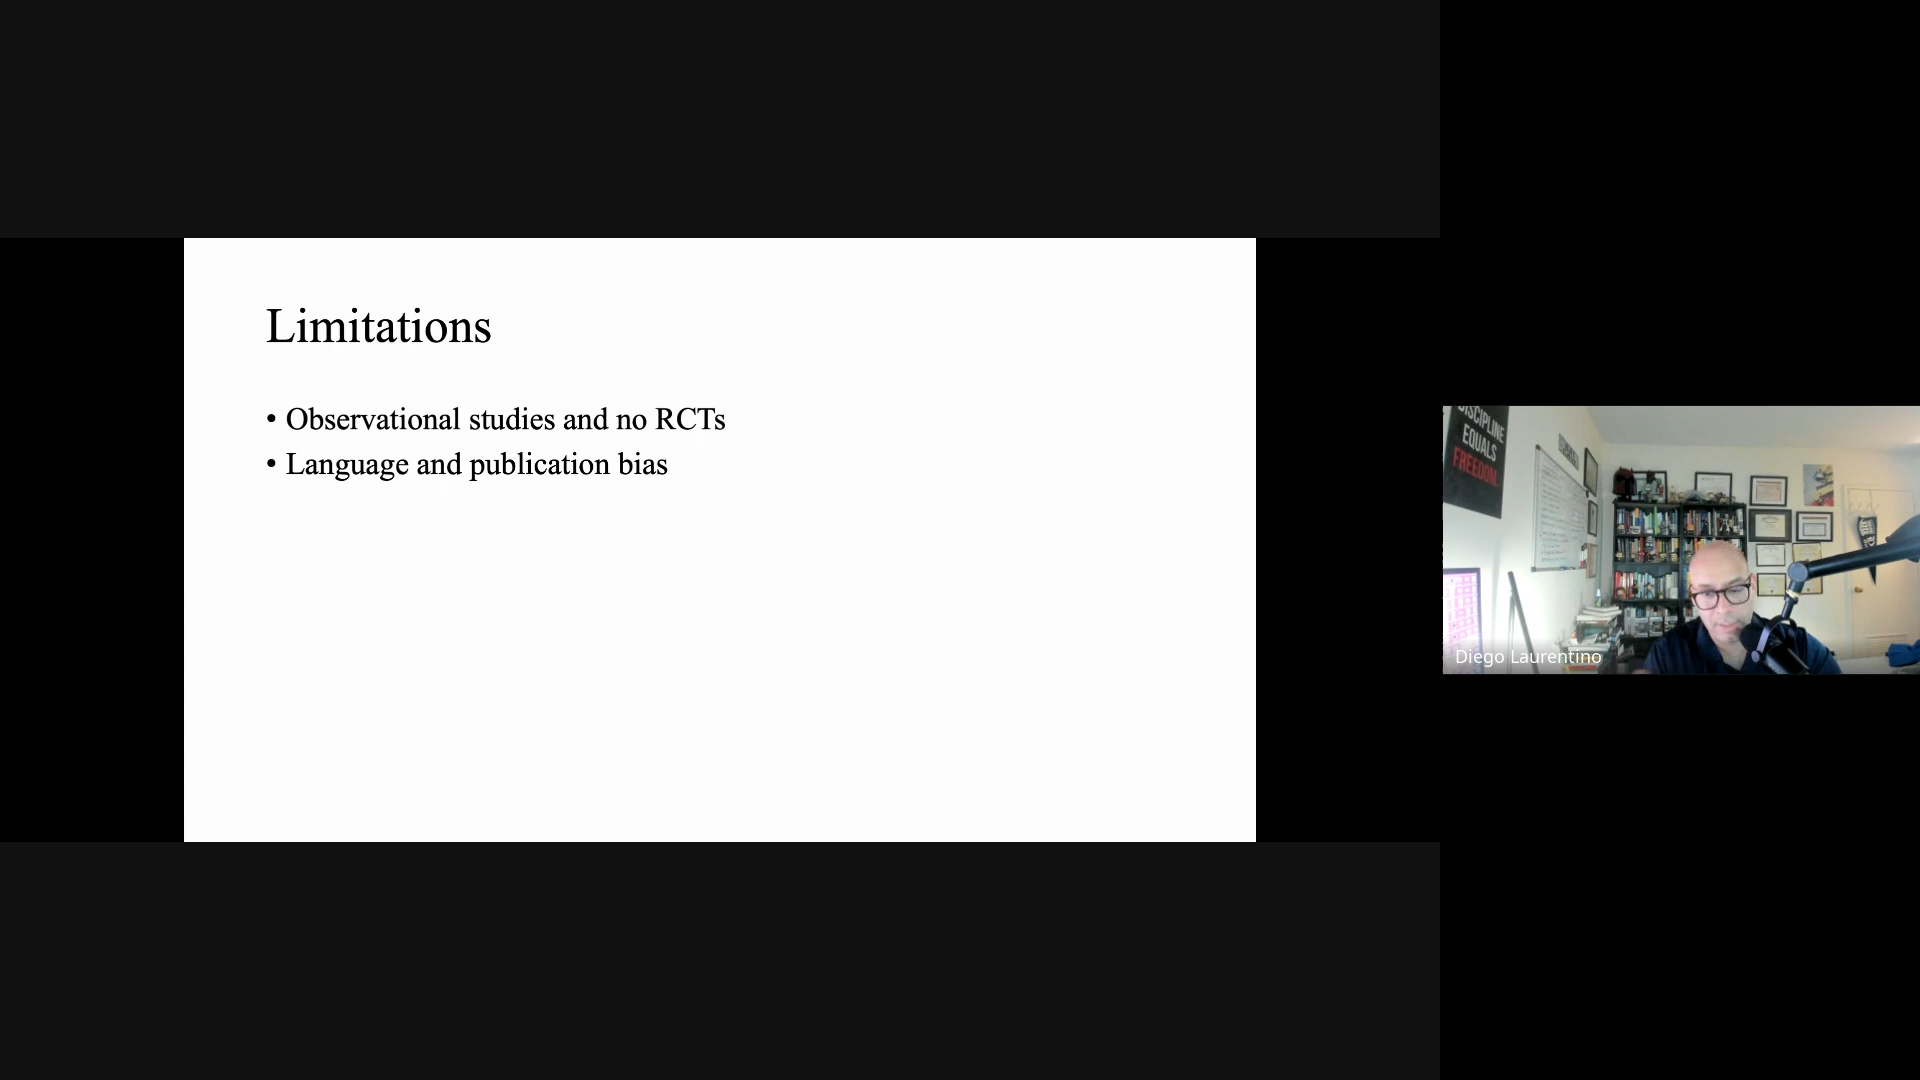 Limitations
• Observational studies and no RCTs
• Language and publication bias
DISCIPLINE
EQUALS
FREEDOM.
Diego Laurentino